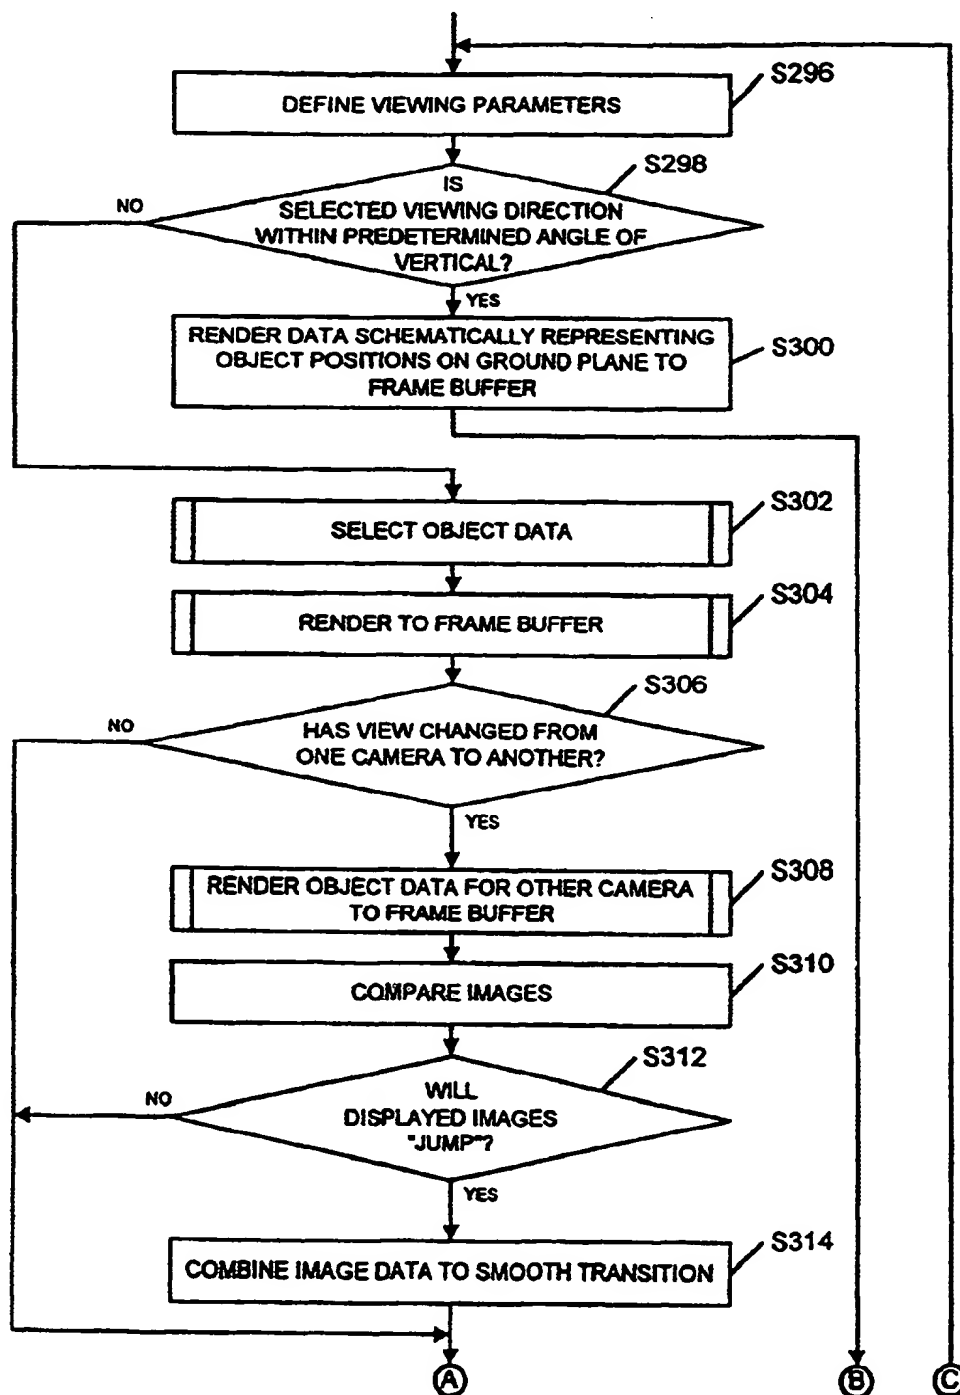 S296
DEFINE VIEWING PARAMETERS
S298
IS
SELECTED VIEWING DIRECTION
WITHIN PREDETERMINED ANGLE OF
VERTICAL?
NO
YES
RENDER DATA SCHEMATICALLY REPRESENTING
OBJECT POSITIONS ON GROUND PLANE TO
FRAME BUFFER
S300
S302
SELECT OBJECT DATA
S304
RENDER TO FRAME BUFFER
S306
NO
HAS VIEW CHANGED FROM
ONE CAMERA TO ANOTHER?
YES
S308
RENDER OBJECT DATA FOR OTHER CAMERA
TO FRAME BUFFER
S310
COMPARE IMAGES
S312
NO
WILL
DISPLAYED IMAGES
"JUMP"?
YES
S314
COMBINE IMAGE DATA TO SMOOTH TRANSITION
A
B
C